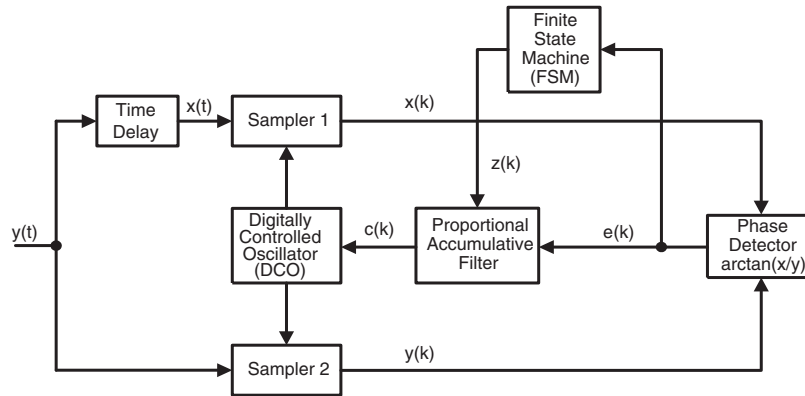 Finite
State
Machine
(FSM)
Time
Delay
x(t)
Sampler 1
x(k)
z(k)
y(t)
Digitally
Controlled
Oscillator
(DCO)
c(k)
Proportional
Accumulative
Filter
e(k)
Phase
Detector
arctan(x/y)
Sampler 2
y(k)